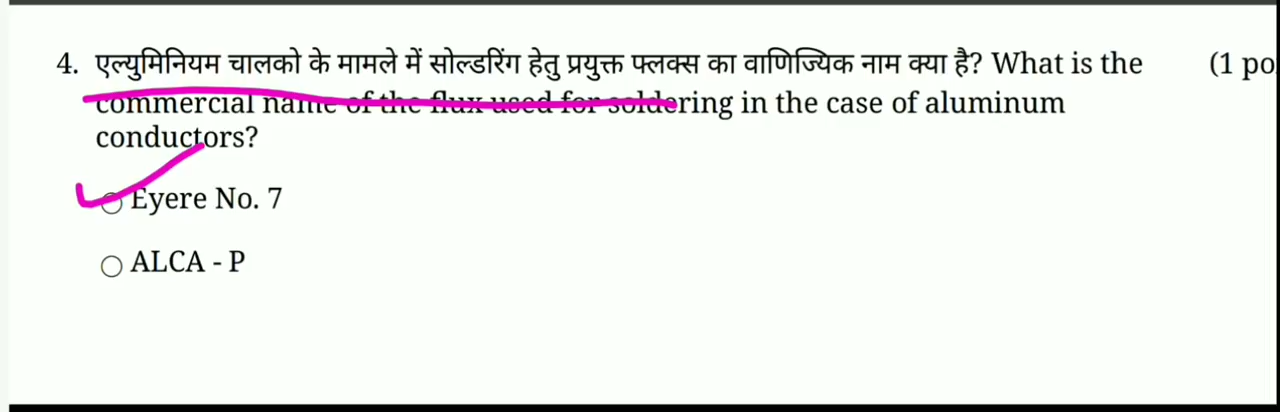 4. एल्युमिनियम चालको के मामले में सोल्डरिंग हेतु प्रयुक्त फ्लक्स का वाणिज्यिक नाम क्या है? What is the (1 po
commercial name of the flux used for soldering in the case of aluminum
conductors?
Eyere No. 7
ALCA - P